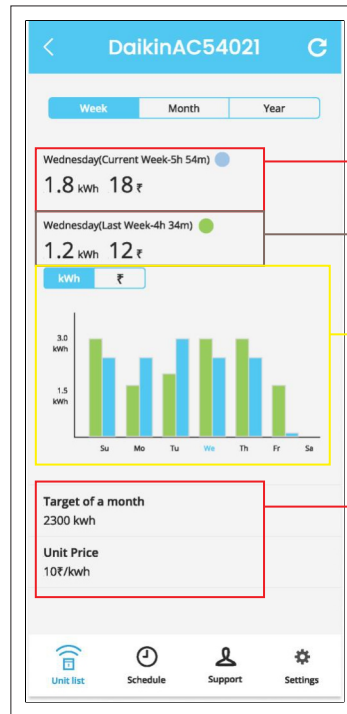 DaikinAC54021
Week Month Year
Wednesday(Current Week-5h 54m)
1.8 kWh 18 ₹
Wednesday(Last Week-4h 34m)
1.2 kWh 12 ₹
kWh ₹
3.0
kWh
1.5
kWh
Su Mo Tu We Th Fr Sa
Target of a month
2300 kwh
Unit Price
10₹/kwh
Unit list Schedule Support Settings